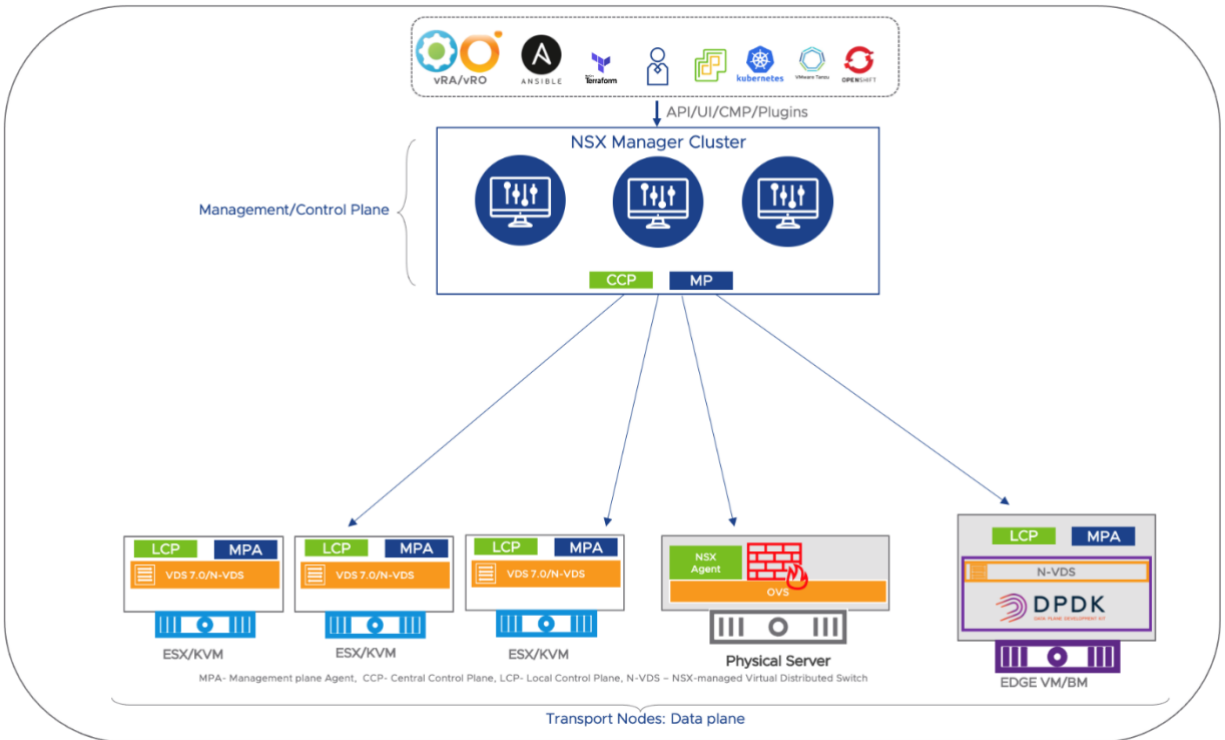 vRA/vRO
ANSIBLE
Terraform
kubernetes
VMware Tanzu
OPENSHIFT
API/UI/CMP/Plugins
NSX Manager Cluster
Management/Control Plane
CCP
MP
LCP
MPA
VDS 7.0/N-VDS
ESX/KVM
LCP
MPA
VDS 7.0/N-VDS
ESX/KVM
LCP
MPA
VDS 7.0/N-VDS
ESX/KVM
NSX
Agent
OVS
Physical Server
LCP
MPA
N-VDS
DPDK
DATA PLANE DEVELOPMENT KIT
EDGE VM/BM
MPA- Management plane Agent, CCP- Central Control Plane, LCP- Local Control Plane, N-VDS – NSX-managed Virtual Distributed Switch
Transport Nodes: Data plane